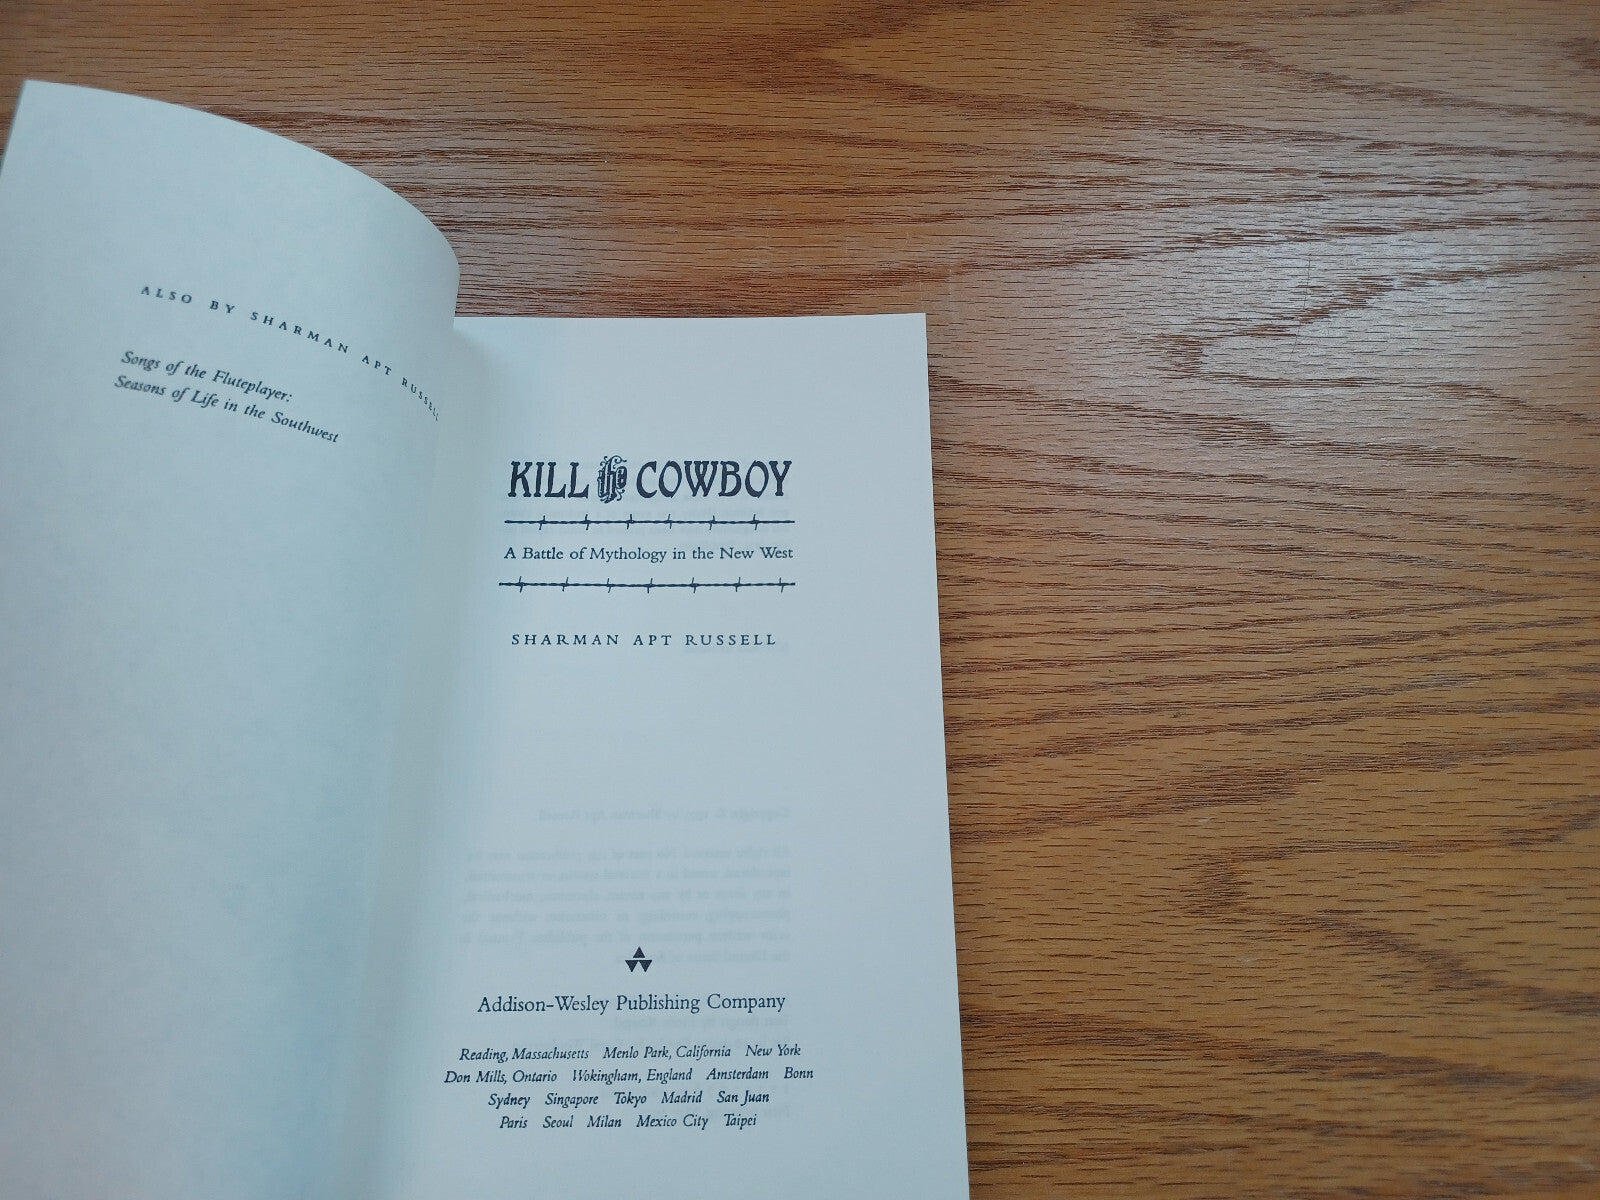 ALSO BY SHARMAN APT RUSSELL
Songs of the Fluteplayer:
Seasons of Life in the Southwest
KILL the COWBOY
A Battle of Mythology in the New West
SHARMAN APT RUSSELL
Addison-Wesley Publishing Company
Reading, Massachusetts Menlo Park, California New York
Don Mills, Ontario Wokingham, England Amsterdam Bonn
Sydney Singapore Tokyo Madrid San Juan
Paris Seoul Milan Mexico City Taipei